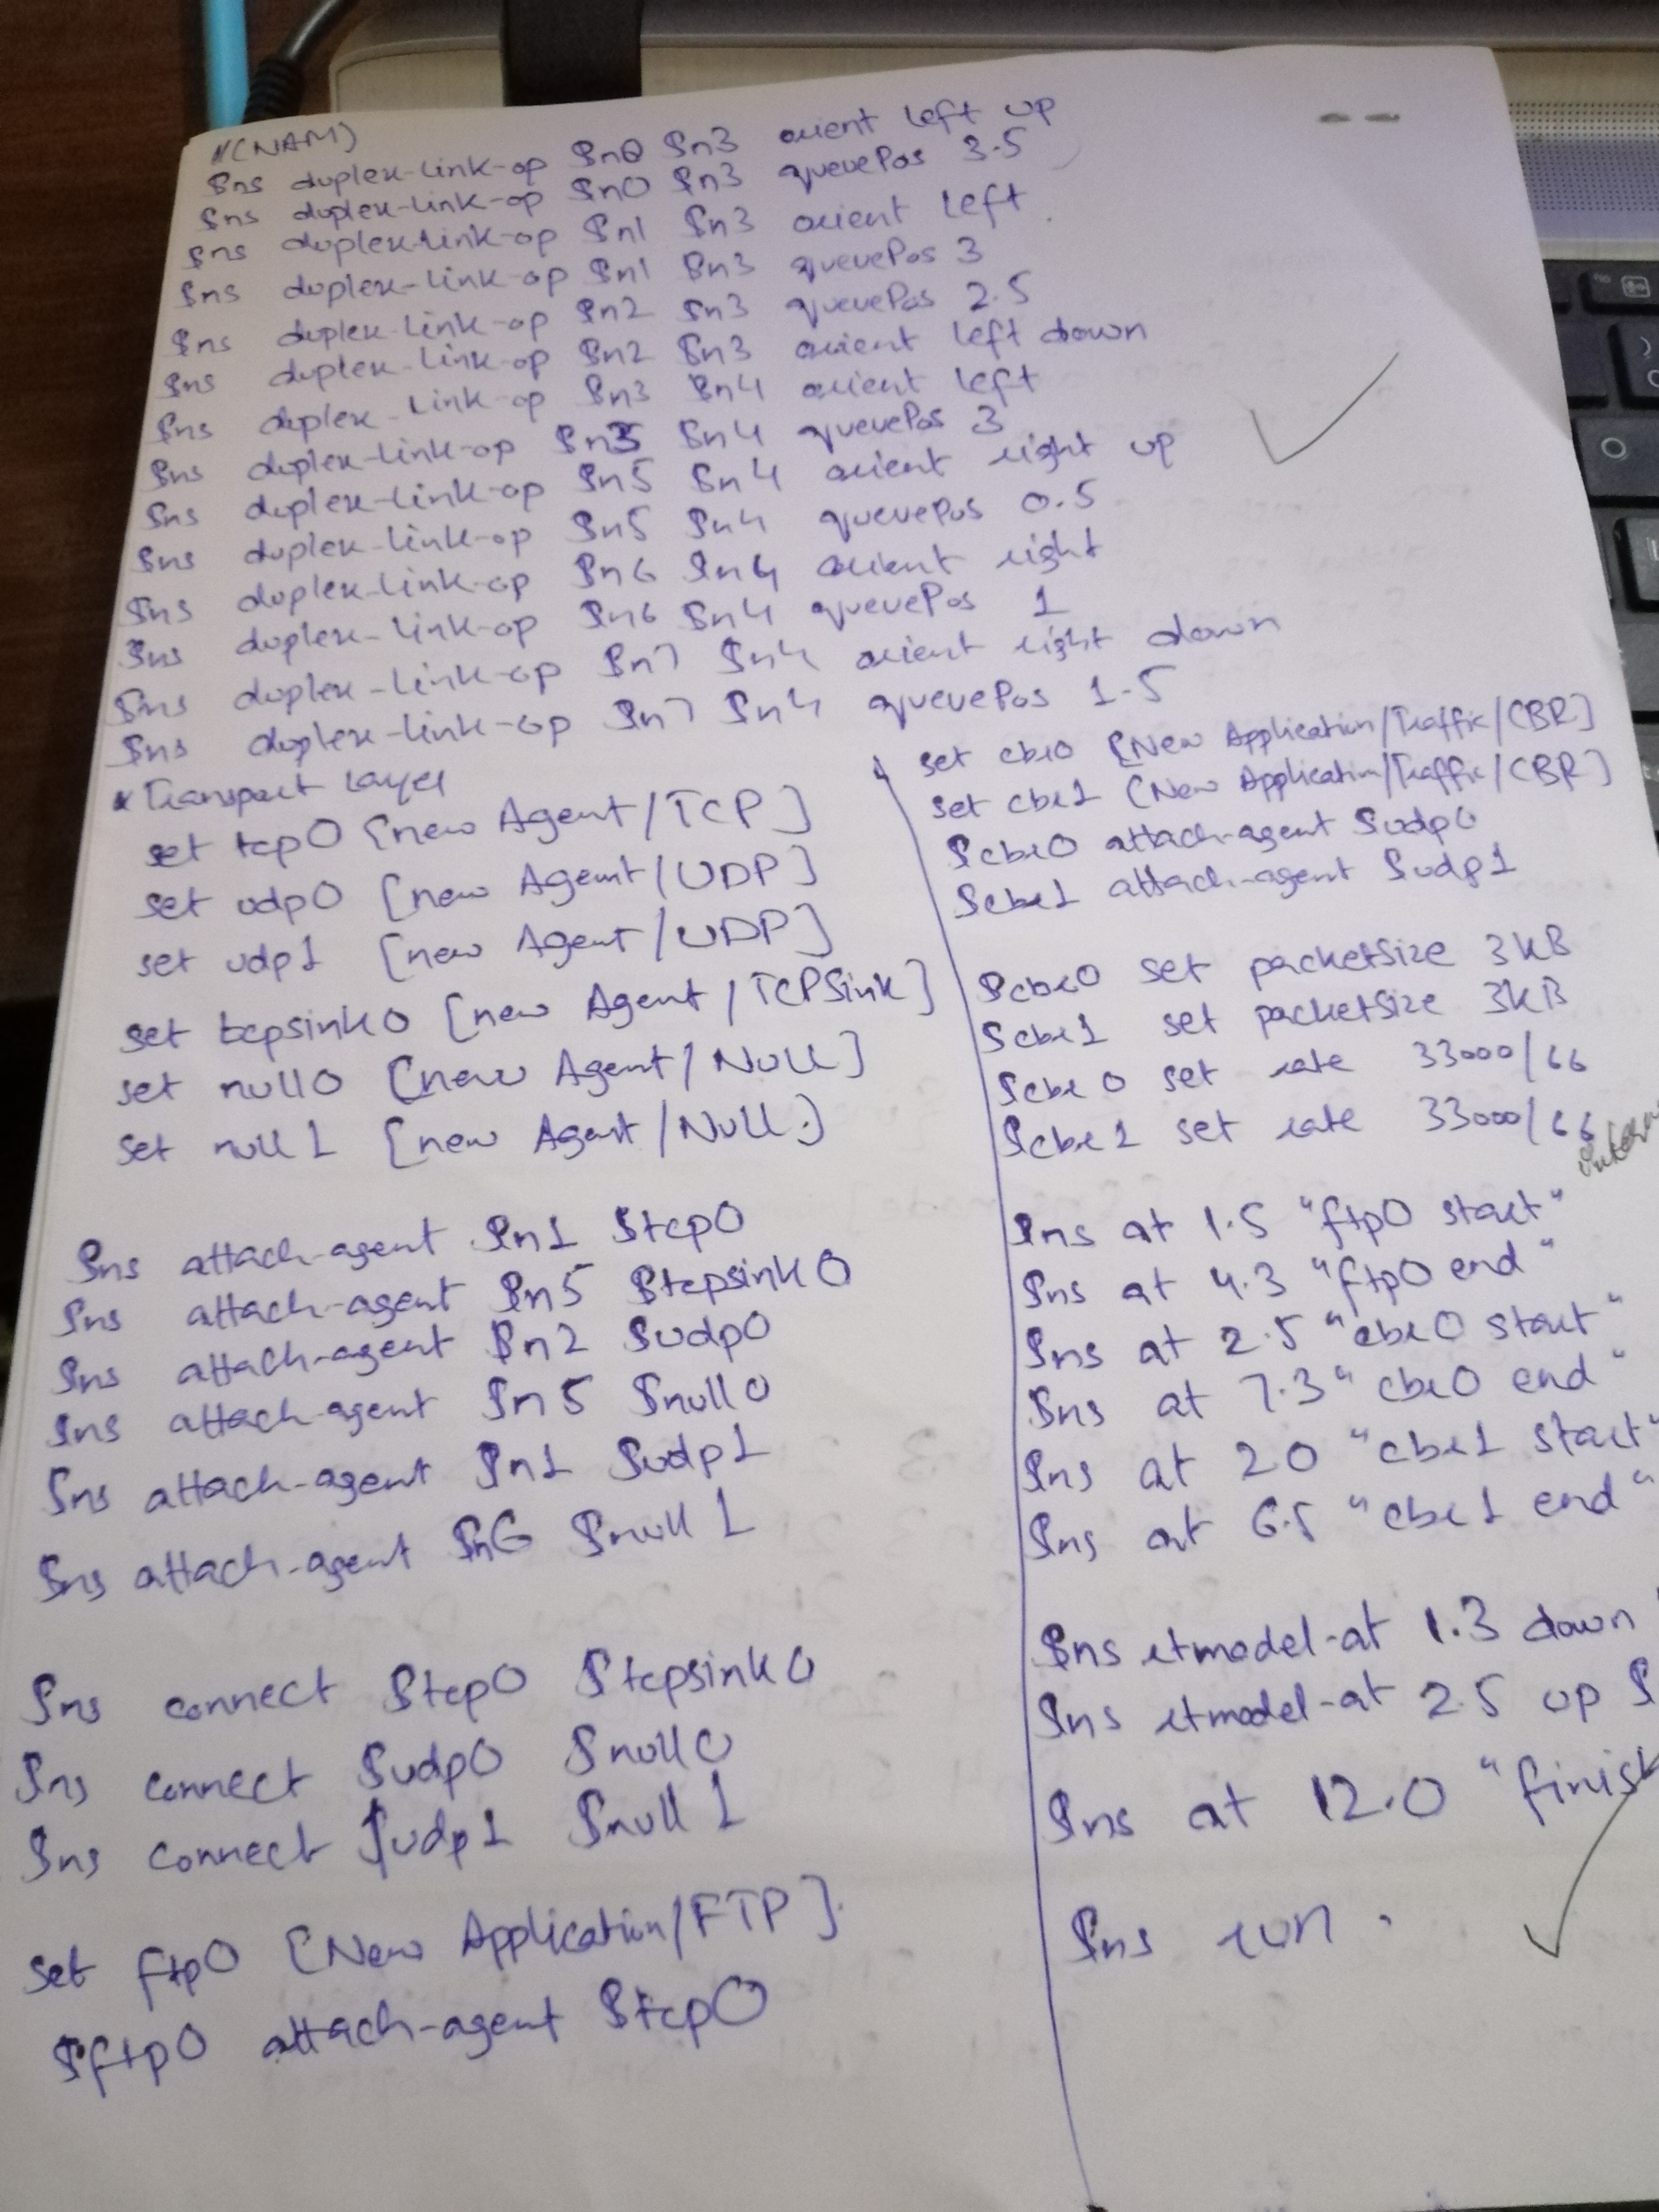 *(NAM)
$ns duplex-link-op $n0 $n3 orient left up
$ns duplex-link-op $n0 $n3 queuePos 3.5
$ns duplex-link-op $n1 $n3 orient left
$ns duplex-link-op $n1 $n3 queuePos 3
$ns duplex-link-op $n2 $n3 queuePos 2.5
$ns duplex-link-op $n2 $n3 orient left down
$ns duplex-link-op $n3 $n4 orient left
$ns duplex-link-op $n3 $n4 queuePos 3
$ns duplex-link-op $n5 $n4 orient right up
$ns duplex-link-op $n5 $n4 queuePos 0.5
$ns duplex-link-op $n6 $n4 orient right
$ns duplex-link-op $n6 $n4 queuePos 1
$ns duplex-link-op $n7 $n4 orient right down
$ns duplex-link-op $n7 $n4 queuePos 1.5
* Transport Layer
set tcp0 [new Agent/TCP]
set udp0 [new Agent/UDP]
set udp1 [new Agent/UDP]
set tcpsink0 [new Agent/TCPSink]
set null0 [new Agent/Null]
set null1 [new Agent/Null]
$ns attach-agent $n1 $tcp0
$ns attach-agent $n5 $tcpsink0
$ns attach-agent $n2 $udp0
$ns attach-agent $n5 $null0
$ns attach-agent $n1 $udp1
$ns attach-agent $n6 $null1
$ns connect $tcp0 $tcpsink0
$ns connect $udp0 $null0
$ns connect $udp1 $null1
set ftp0 [New Application/FTP]
$ftp0 attach-agent $tcp0
set cbr0 [New Application/Traffic/CBR]
set cbr1 [New Application/Traffic/CBR]
$cbr0 attach-agent $udp0
$cbr1 attach-agent $udp1
$cbr0 set packetSize 3kB
$cbr1 set packetSize 3kB
$cbr0 set rate 33000/66
$cbr1 set rate 33000/66
$ns at 1.5 "ftp0 start"
$ns at 4.3 "ftp0 end"
$ns at 2.5 "cbr0 start"
$ns at 7.3 "cbr0 end"
$ns at 20 "cbr1 start"
$ns at 6.5 "cbr1 end"
$ns rtmodel-at 1.3 down
$ns rtmodel-at 2.5 up $
$ns at 12.0 "finish
$ns run.